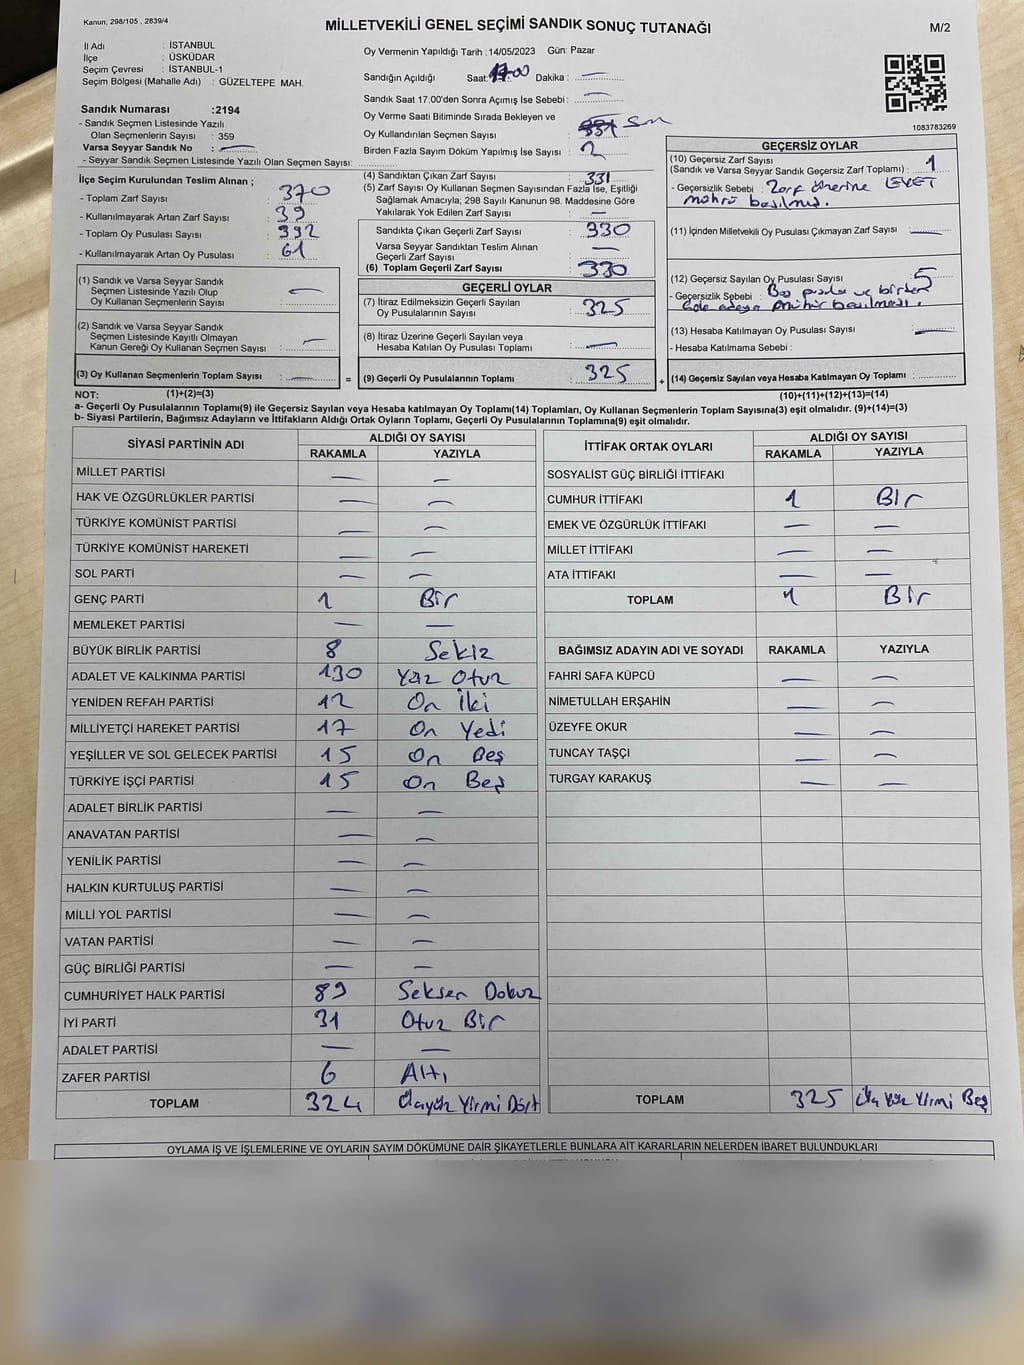 Kanun, 298/105 , 2839/4
MİLLETVEKİLİ GENEL SEÇİMİ SANDIK SONUÇ TUTANAĞI
M/2
İl Adı : İSTANBUL
İlçe : ÜSKÜDAR
Seçim Çevresi : İSTANBUL-1
Seçim Bölgesi (Mahalle Adı) : GÜZELTEPE MAH.
Oy Vermenin Yapıldığı Tarih : 14/05/2023 Gün: Pazar
Sandığın Açıldığı Saat: 17:00 Dakika : —
Sandık Saat 17:00'den Sonra Açımış İse Sebebi : —
Oy Verme Saati Bitiminde Sırada Bekleyen ve
Oy Kullandırılan Seçmen Sayısı :
Birden Fazla Sayım Döküm Yapılmış İse Sayısı : 2
1083783269
Sandık Numarası :2194
- Sandık Seçmen Listesinde Yazılı
Olan Seçmenlerin Sayısı : 359
Varsa Seyyar Sandık No : —
- Seyyar Sandık Seçmen Listesinde Yazılı Olan Seçmen Sayısı :
İlçe Seçim Kurulundan Teslim Alınan ;
- Toplam Zarf Sayısı : 370
- Kullanılmayarak Artan Zarf Sayısı : 39
- Toplam Oy Pusulası Sayısı : 392
- Kullanılmayarak Artan Oy Pusulası : 61
(1) Sandık ve Varsa Seyyar Sandık
Seçmen Listesinde Yazılı Olup
Oy Kullanan Seçmenlerin Sayısı : —
(2) Sandık ve Varsa Seyyar Sandık
Seçmen Listesinde Kayıtlı Olmayan
Kanun Gereği Oy Kullanan Seçmen Sayısı : —
(3) Oy Kullanan Seçmenlerin Toplam Sayısı : — =
(4) Sandıktan Çıkan Zarf Sayısı : 331
(5) Zarf Sayısı Oy Kullanan Seçmen Sayısından Fazla İse, Eşitliği
Sağlamak Amacıyla; 298 Sayılı Kanunun 98. Maddesine Göre
Yakılarak Yok Edilen Zarf Sayısı : —
Sandıkta Çıkan Geçerli Zarf Sayısı : 330
Varsa Seyyar Sandıktan Teslim Alınan
Geçerli Zarf Sayısı : —
(6) Toplam Geçerli Zarf Sayısı : 330
GEÇERLİ OYLAR
(7) İtiraz Edilmeksizin Geçerli Sayılan
Oy Pusulalarının Sayısı : 325
(8) İtiraz Üzerine Geçerli Sayılan veya
Hesaba Katılan Oy Pusulası Toplamı : —
(9) Geçerli Oy Pusulalarının Toplamı : 325 +
GEÇERSİZ OYLAR
(10) Geçersiz Zarf Sayısı
(Sandık ve Varsa Seyyar Sandık Geçersiz Zarf Toplamı) : 1
- Geçersizlik Sebebi : Zarf üzerine EVET
mührü basılmış.
(11) İçinden Milletvekili Oy Pusulası Çıkmayan Zarf Sayısı : —
(12) Geçersiz Sayılan Oy Pusulası Sayısı : 5
- Geçersizlik Sebebi : Boş pusula ve birden
adaya mühür basılması.
(13) Hesaba Katılmayan Oy Pusulası Sayısı : —
- Hesaba Katılmama Sebebi :
(14) Geçersiz Sayılan veya Hesaba Katılmayan Oy Toplamı :
NOT: (1)+(2)=(3) (10)+(11)+(12)+(13)=(14)
a- Geçerli Oy Pusulalarının Toplamı(9) ile Geçersiz Sayılan veya Hesaba katılmayan Oy Toplamı(14) Toplamları, Oy Kullanan Seçmenlerin Toplam Sayısına(3) eşit olmalıdır. (9)+(14)=(3)
b- Siyasi Partilerin, Bağımsız Adayların ve İttifakların Aldığı Ortak Oyların Toplamı, Geçerli Oy Pusulalarının Toplamına(9) eşit olmalıdır.
SİYASİ PARTİNİN ADI ALDIĞI OY SAYISI
RAKAMLA YAZIYLA
MİLLET PARTİSİ — —
HAK VE ÖZGÜRLÜKLER PARTİSİ — —
TÜRKİYE KOMÜNİST PARTİSİ — —
TÜRKİYE KOMÜNİST HAREKETİ — —
SOL PARTİ — —
GENÇ PARTİ 1 Bir
MEMLEKET PARTİSİ — —
BÜYÜK BİRLİK PARTİSİ 8 Sekiz
ADALET VE KALKINMA PARTİSİ 130 Yüz Otuz
YENİDEN REFAH PARTİSİ 12 On İki
MİLLİYETÇİ HAREKET PARTİSİ 17 On Yedi
YEŞİLLER VE SOL GELECEK PARTİSİ 15 On Beş
TÜRKİYE İŞÇİ PARTİSİ 15 On Beş
ADALET BİRLİK PARTİSİ — —
ANAVATAN PARTİSİ — —
YENİLİK PARTİSİ — —
HALKIN KURTULUŞ PARTİSİ — —
MİLLİ YOL PARTİSİ — —
VATAN PARTİSİ — —
GÜÇ BİRLİĞİ PARTİSİ — —
CUMHURİYET HALK PARTİSİ 89 Seksen Dokuz
İYİ PARTİ 31 Otuz Bir
ADALET PARTİSİ — —
ZAFER PARTİSİ 6 Altı
TOPLAM 324 Üçyüz Yirmi Dört
İTTİFAK ORTAK OYLARI ALDIĞI OY SAYISI
RAKAMLA YAZIYLA
SOSYALİST GÜÇ BİRLİĞİ İTTİFAKI
CUMHUR İTTİFAKI 1 Bir
EMEK VE ÖZGÜRLÜK İTTİFAKI — —
MİLLET İTTİFAKI — —
ATA İTTİFAKI — —
TOPLAM 1 Bir
BAĞIMSIZ ADAYIN ADI VE SOYADI RAKAMLA YAZIYLA
FAHRİ SAFA KÜPCÜ — —
NİMETULLAH ERŞAHİN — —
ÜZEYFE OKUR — —
TUNCAY TAŞÇI — —
TURGAY KARAKUŞ — —
TOPLAM 325 Üç Yüz Yirmi Beş
OYLAMA İŞ VE İŞLEMLERİNE VE OYLARIN SAYIM DÖKÜMÜNE DAİR ŞİKAYETLERLE BUNLARA AİT KARARLARIN NELERDEN İBARET BULUNDUKLARI